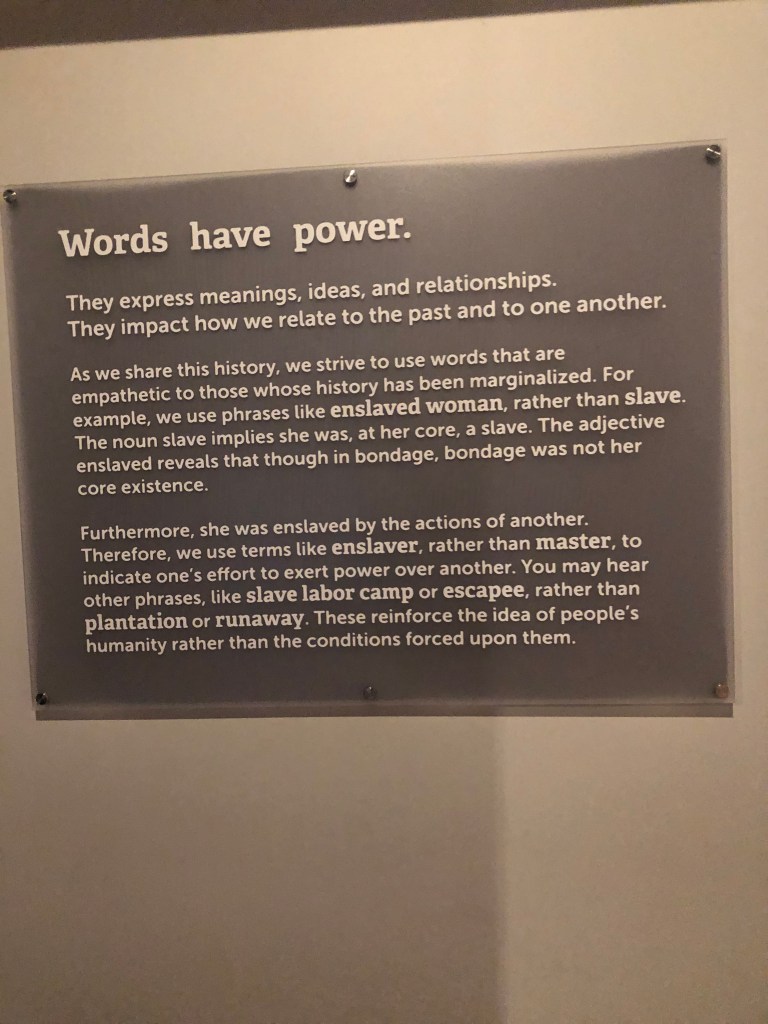 Words have power.
They express meanings, ideas, and relationships.
They impact how we relate to the past and to one another.
As we share this history, we strive to use words that are
empathetic to those whose history has been marginalized. For
example, we use phrases like enslaved woman, rather than slave.
The noun slave implies she was, at her core, a slave. The adjective
enslaved reveals that though in bondage, bondage was not her
core existence.
Furthermore, she was enslaved by the actions of another.
Therefore, we use terms like enslaver, rather than master, to
indicate one's effort to exert power over another. You may hear
other phrases, like slave labor camp or escapee, rather than
plantation or runaway. These reinforce the idea of people's
humanity rather than the conditions forced upon them.